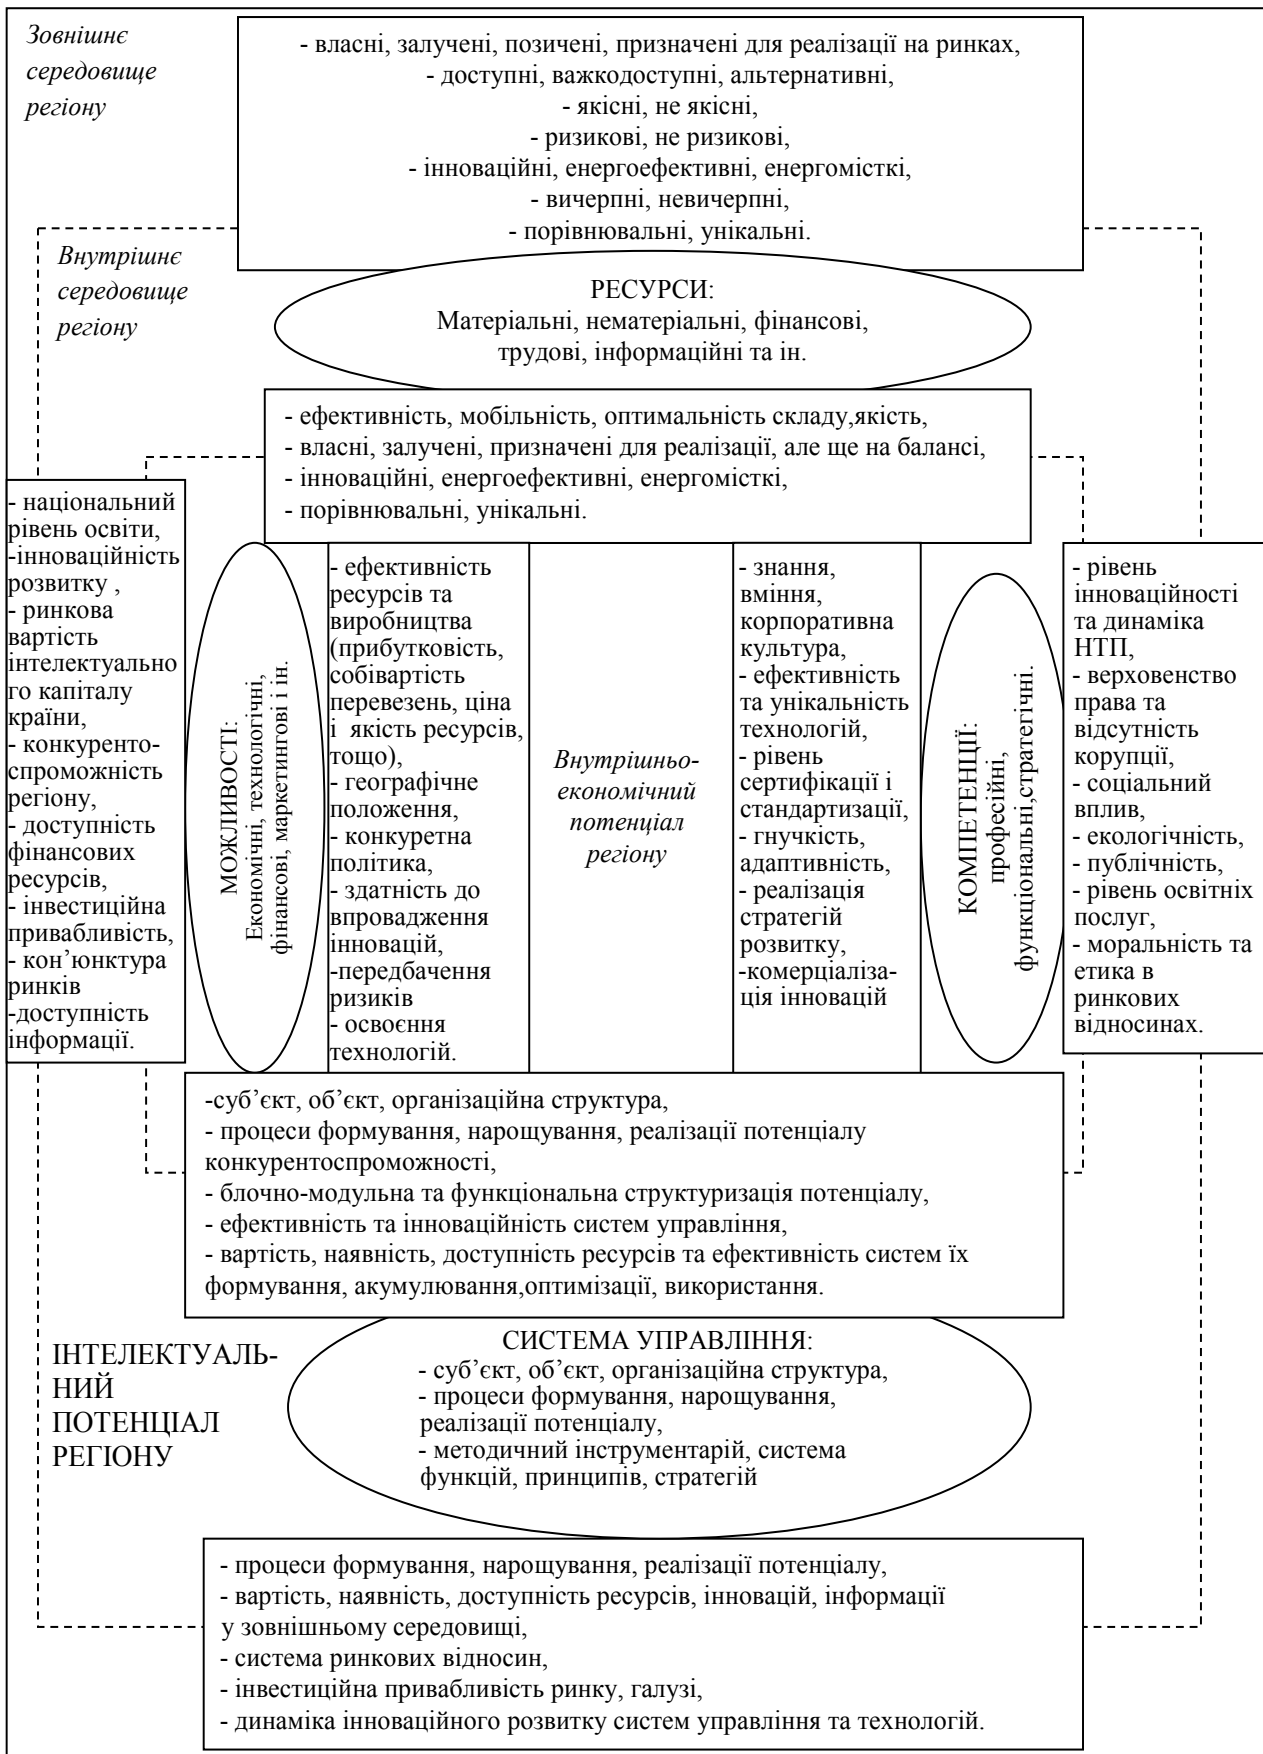 Зовнішнє
середовище
регіону
- власні, залучені, позичені, призначені для реалізації на ринках,
- доступні, важкодоступні, альтернативні,
- якісні, не якісні,
- ризикові, не ризикові,
- інноваційні, енергоефективні, енергомісткі,
- вичерпні, невичерпні,
- порівнювальні, унікальні.
Внутрішнє
середовище
регіону
РЕСУРСИ:
Матеріальні, нематеріальні, фінансові,
трудові, інформаційні та ін.
- ефективність, мобільність, оптимальність складу,якість,
- власні, залучені, призначені для реалізації, але ще на балансі,
- інноваційні, енергоефективні, енергомісткі,
- порівнювальні, унікальні.
- національний
рівень освіти,
-інноваційність
розвитку ,
- ринкова
вартість
інтелектуально
го капіталу
країни,
- конкуренто-
спроможність
регіону,
- доступність
фінансових
ресурсів,
- інвестиційна
привабливість,
- кон’юнктура
ринків
-доступність
інформації.
МОЖЛИВОСТІ:
Економічні, технологічні,
фінансові, маркетингові і ін.
- ефективність
ресурсів та
виробництва
(прибутковість,
собівартість
перевезень, ціна
і якість ресурсів,
тощо),
- географічне
положення,
- конкуретна
політика,
- здатність до
впровадження
інновацій,
-передбачення
ризиків
- освоєння
технологій.
Внутрішньо-
економічний
потенціал
регіону
- знання,
вміння,
корпоративна
культура,
- ефективність
та унікальність
технологій,
- рівень
сертифікації і
стандартизації,
- гнучкість,
адаптивність,
- реалізація
стратегій
розвитку,
-комерціаліза-
ція інновацій
КОМПЕТЕНЦІЇ:
професійні,
функціональні,стратегічні.
- рівень
інноваційності
та динаміка
НТП,
- верховенство
права та
відсутність
корупції,
- соціальний
вплив,
- екологічність,
- публічність,
- рівень освітніх
послуг,
- моральність та
етика в
ринкових
відносинах.
-суб’єкт, об’єкт, організаційна структура,
- процеси формування, нарощування, реалізації потенціалу
конкурентоспроможності,
- блочно-модульна та функціональна структуризація потенціалу,
- ефективність та інноваційність систем управління,
- вартість, наявність, доступність ресурсів та ефективність систем їх
формування, акумулювання,оптимізації, використання.
ІНТЕЛЕКТУАЛЬ-
НИЙ
ПОТЕНЦІАЛ
РЕГІОНУ
СИСТЕМА УПРАВЛІННЯ:
- суб’єкт, об’єкт, організаційна структура,
- процеси формування, нарощування,
реалізації потенціалу,
- методичний інструментарій, система
функцій, принципів, стратегій
- процеси формування, нарощування, реалізації потенціалу,
- вартість, наявність, доступність ресурсів, інновацій, інформації
у зовнішньому середовищі,
- система ринкових відносин,
- інвестиційна привабливість ринку, галузі,
- динаміка інноваційного розвитку систем управління та технологій.